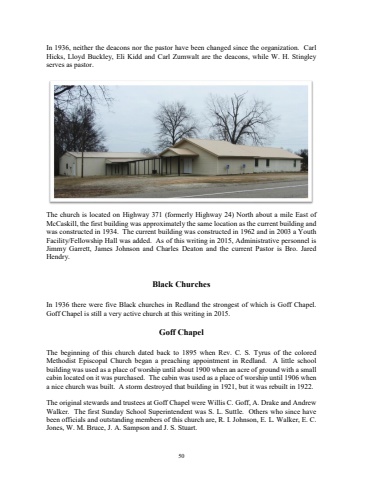 In 1936, neither the deacons nor the pastor have been changed since the organization. Carl
Hicks, Lloyd Buckley, Eli Kidd and Carl Zumwalt are the deacons, while W. H. Stingley
serves as pastor.
The church is located on Highway 371 (formerly Highway 24) North about a mile East of
McCaskill, the first building was approximately the same location as the current building and
was constructed in 1934. The current building was constructed in 1962 and in 2003 a Youth
Facility/Fellowship Hall was added. As of this writing in 2015, Administrative personnel is
Jimmy Garrett, James Johnson and Charles Deaton and the current Pastor is Bro. Jared
Hendry.
Black Churches
In 1936 there were five Black churches in Redland the strongest of which is Goff Chapel.
Goff Chapel is still a very active church at this writing in 2015.
Goff Chapel
The beginning of this church dated back to 1895 when Rev. C. S. Tyrus of the colored
Methodist Episcopal Church began a preaching appointment in Redland. A little school
building was used as a place of worship until about 1900 when an acre of ground with a small
cabin located on it was purchased. The cabin was used as a place of worship until 1906 when
a nice church was built. A storm destroyed that building in 1921, but it was rebuilt in 1922.
The original stewards and trustees at Goff Chapel were Willis C. Goff, A. Drake and Andrew
Walker. The first Sunday School Superintendent was S. L. Suttle. Others who since have
been officials and outstanding members of this church are, R. I. Johnson, E. L. Walker, E. C.
Jones, W. M. Bruce, J. A. Sampson and J. S. Stuart.
50